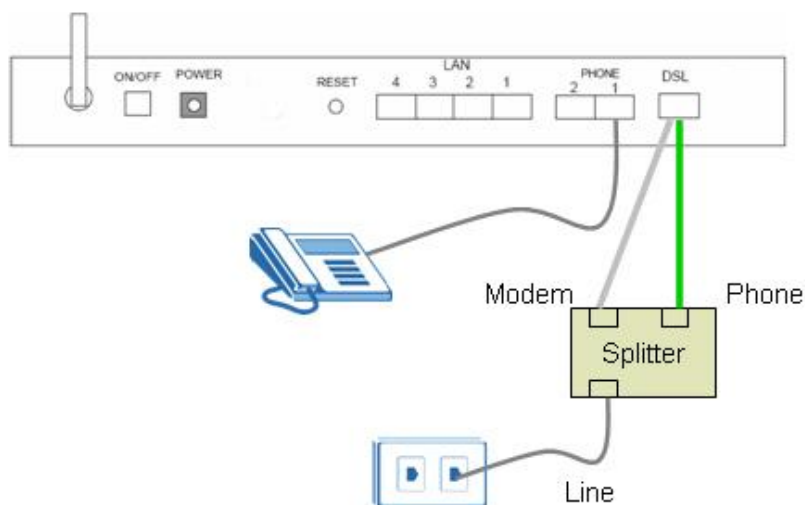 ON/OFF POWER RESET LAN PHONE DSL
4 3 2 1 2 1
Modem Phone
Splitter
Line